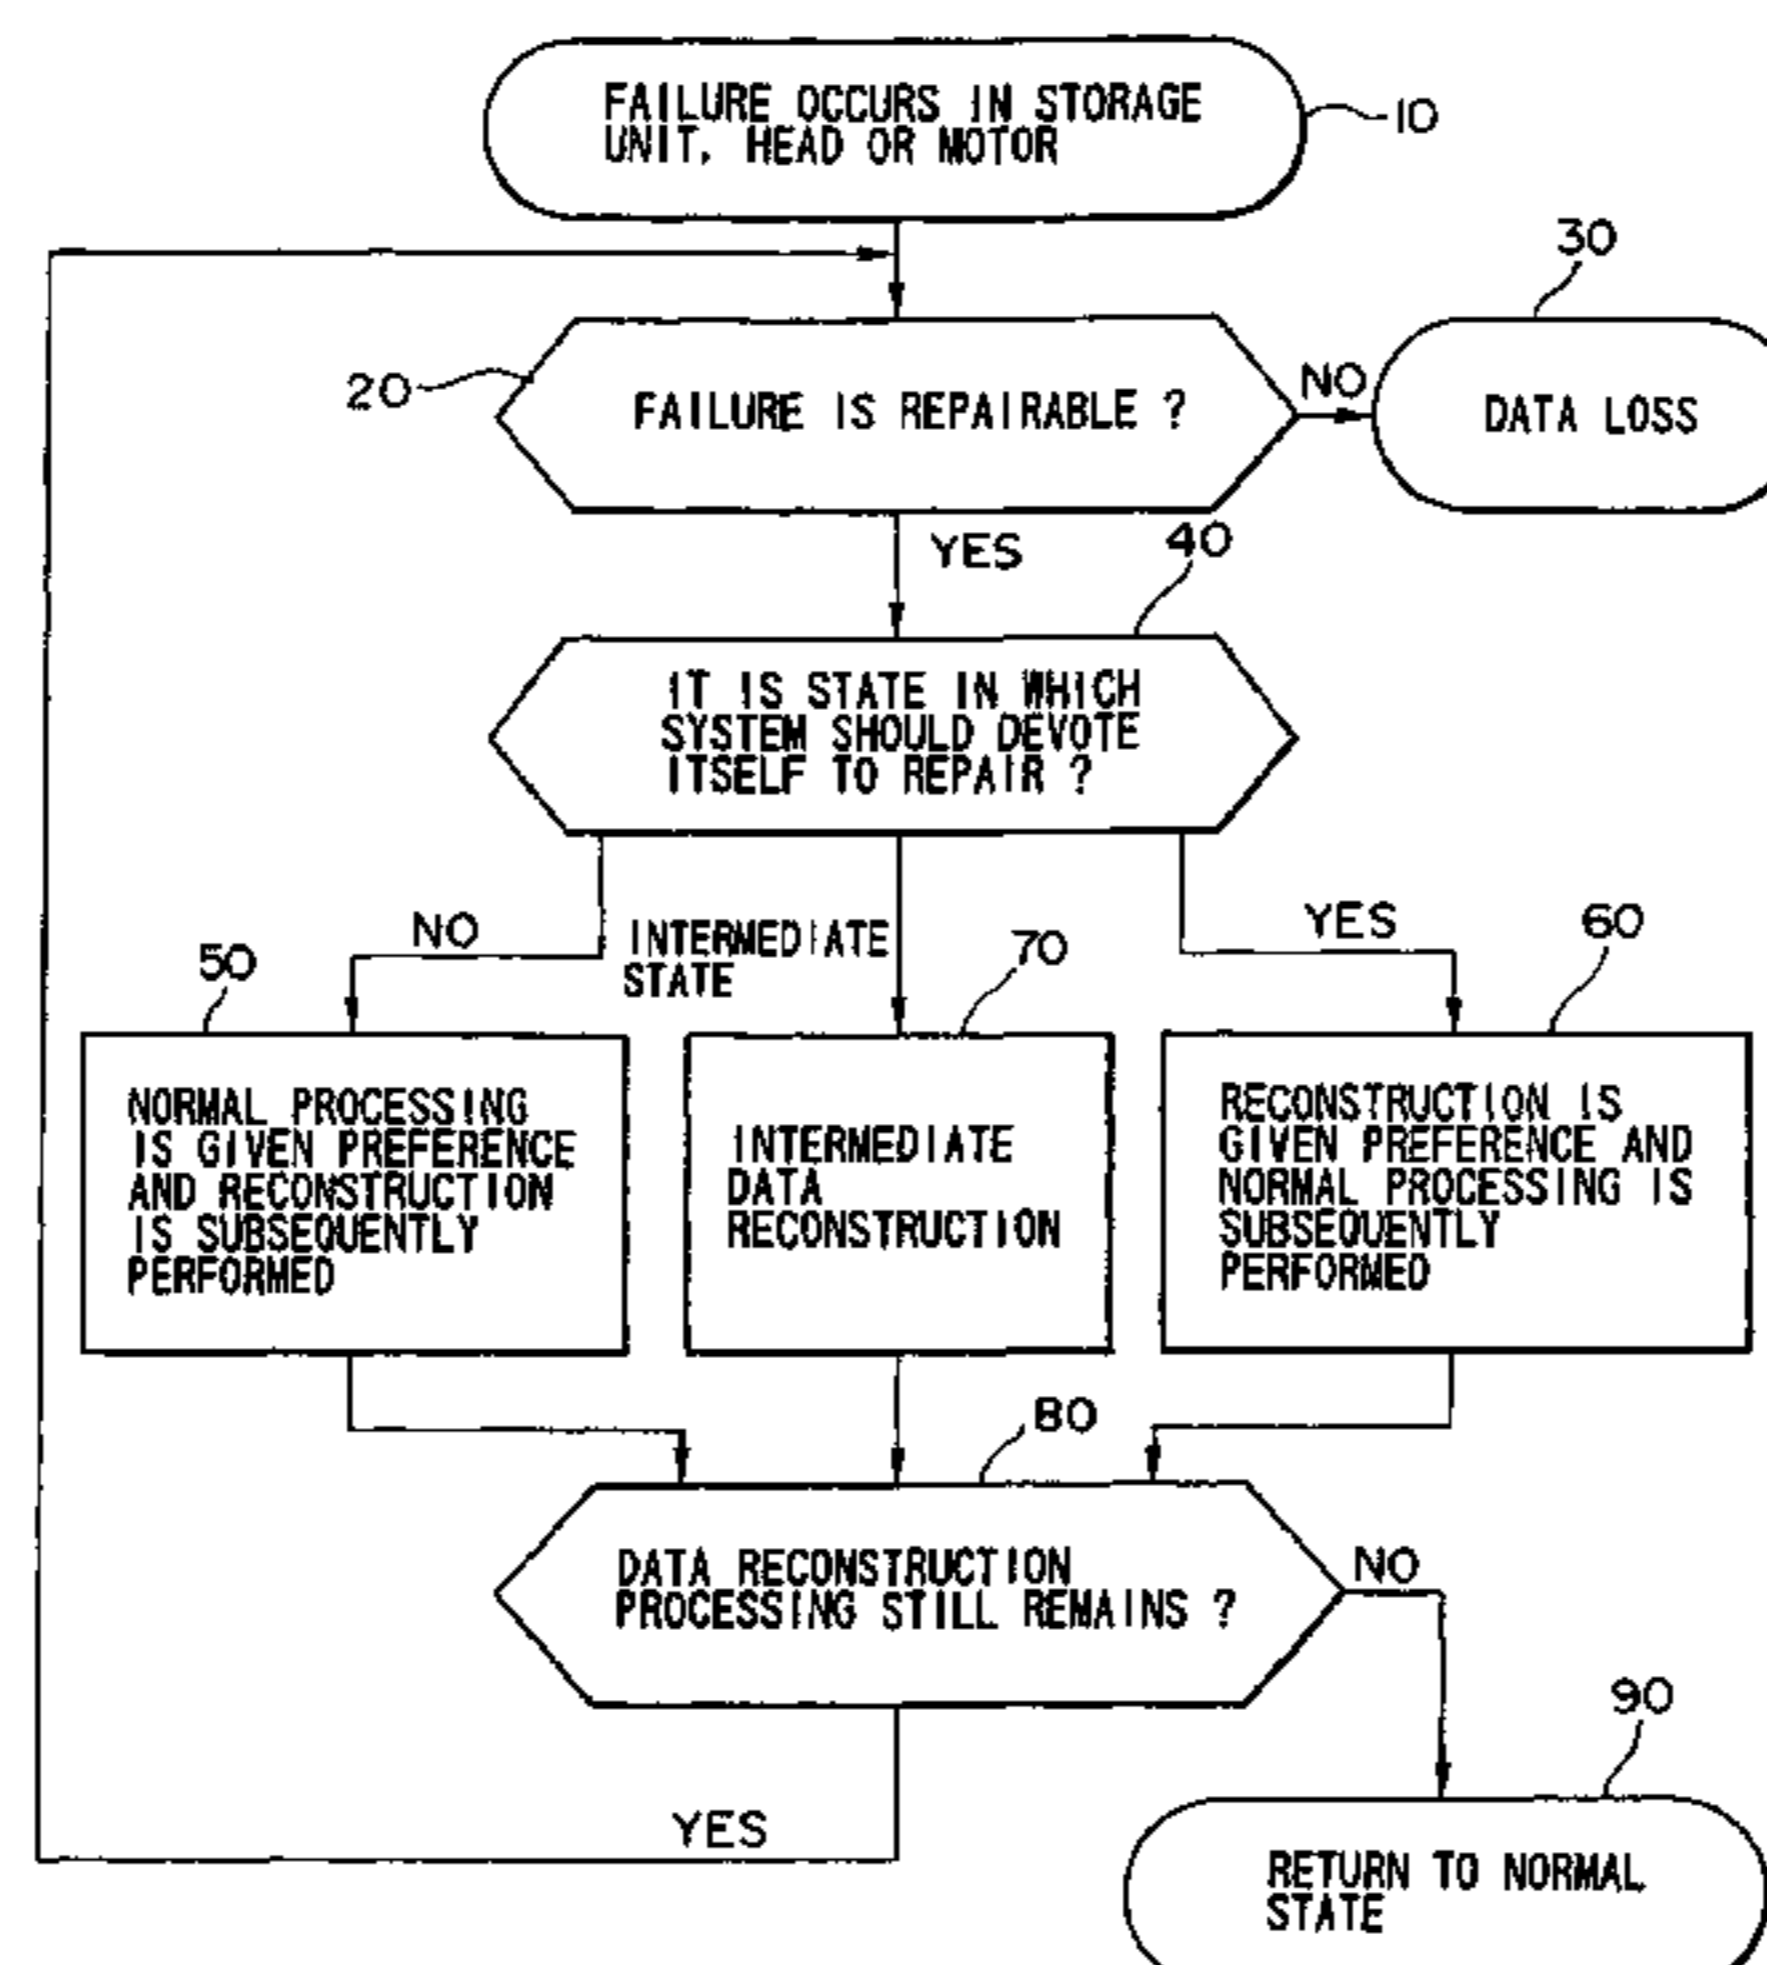 FAILURE OCCURS IN STORAGE
UNIT, HEAD OR MOTOR
10
30
20
FAILURE IS REPAIRABLE ?
NO
DATA LOSS
YES
40
IT IS STATE IN WHICH
SYSTEM SHOULD DEVOTE
ITSELF TO REPAIR ?
NO
INTERMEDIATE
STATE
YES
50
70
60
NORMAL PROCESSING
IS GIVEN PREFERENCE
AND RECONSTRUCTION
IS SUBSEQUENTLY
PERFORMED
INTERMEDIATE
DATA
RECONSTRUCTION
RECONSTRUCTION IS
GIVEN PREFERENCE AND
NORMAL PROCESSING IS
SUBSEQUENTLY
PERFORMED
80
DATA RECONSTRUCTION
PROCESSING STILL REMAINS ?
NO
YES
90
RETURN TO NORMAL
STATE